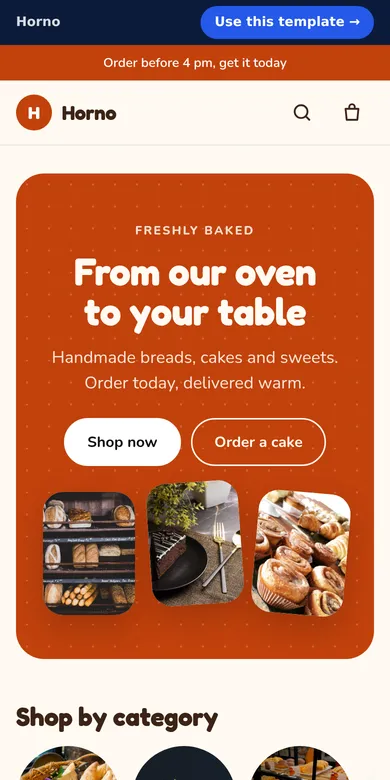 Horno
Use this template →
Order before 4 pm, get it today
H
Horno
FRESHLY BAKED
From our oven
to your table
Handmade breads, cakes and sweets.
Order today, delivered warm.
Shop now
Order a cake
Shop by category